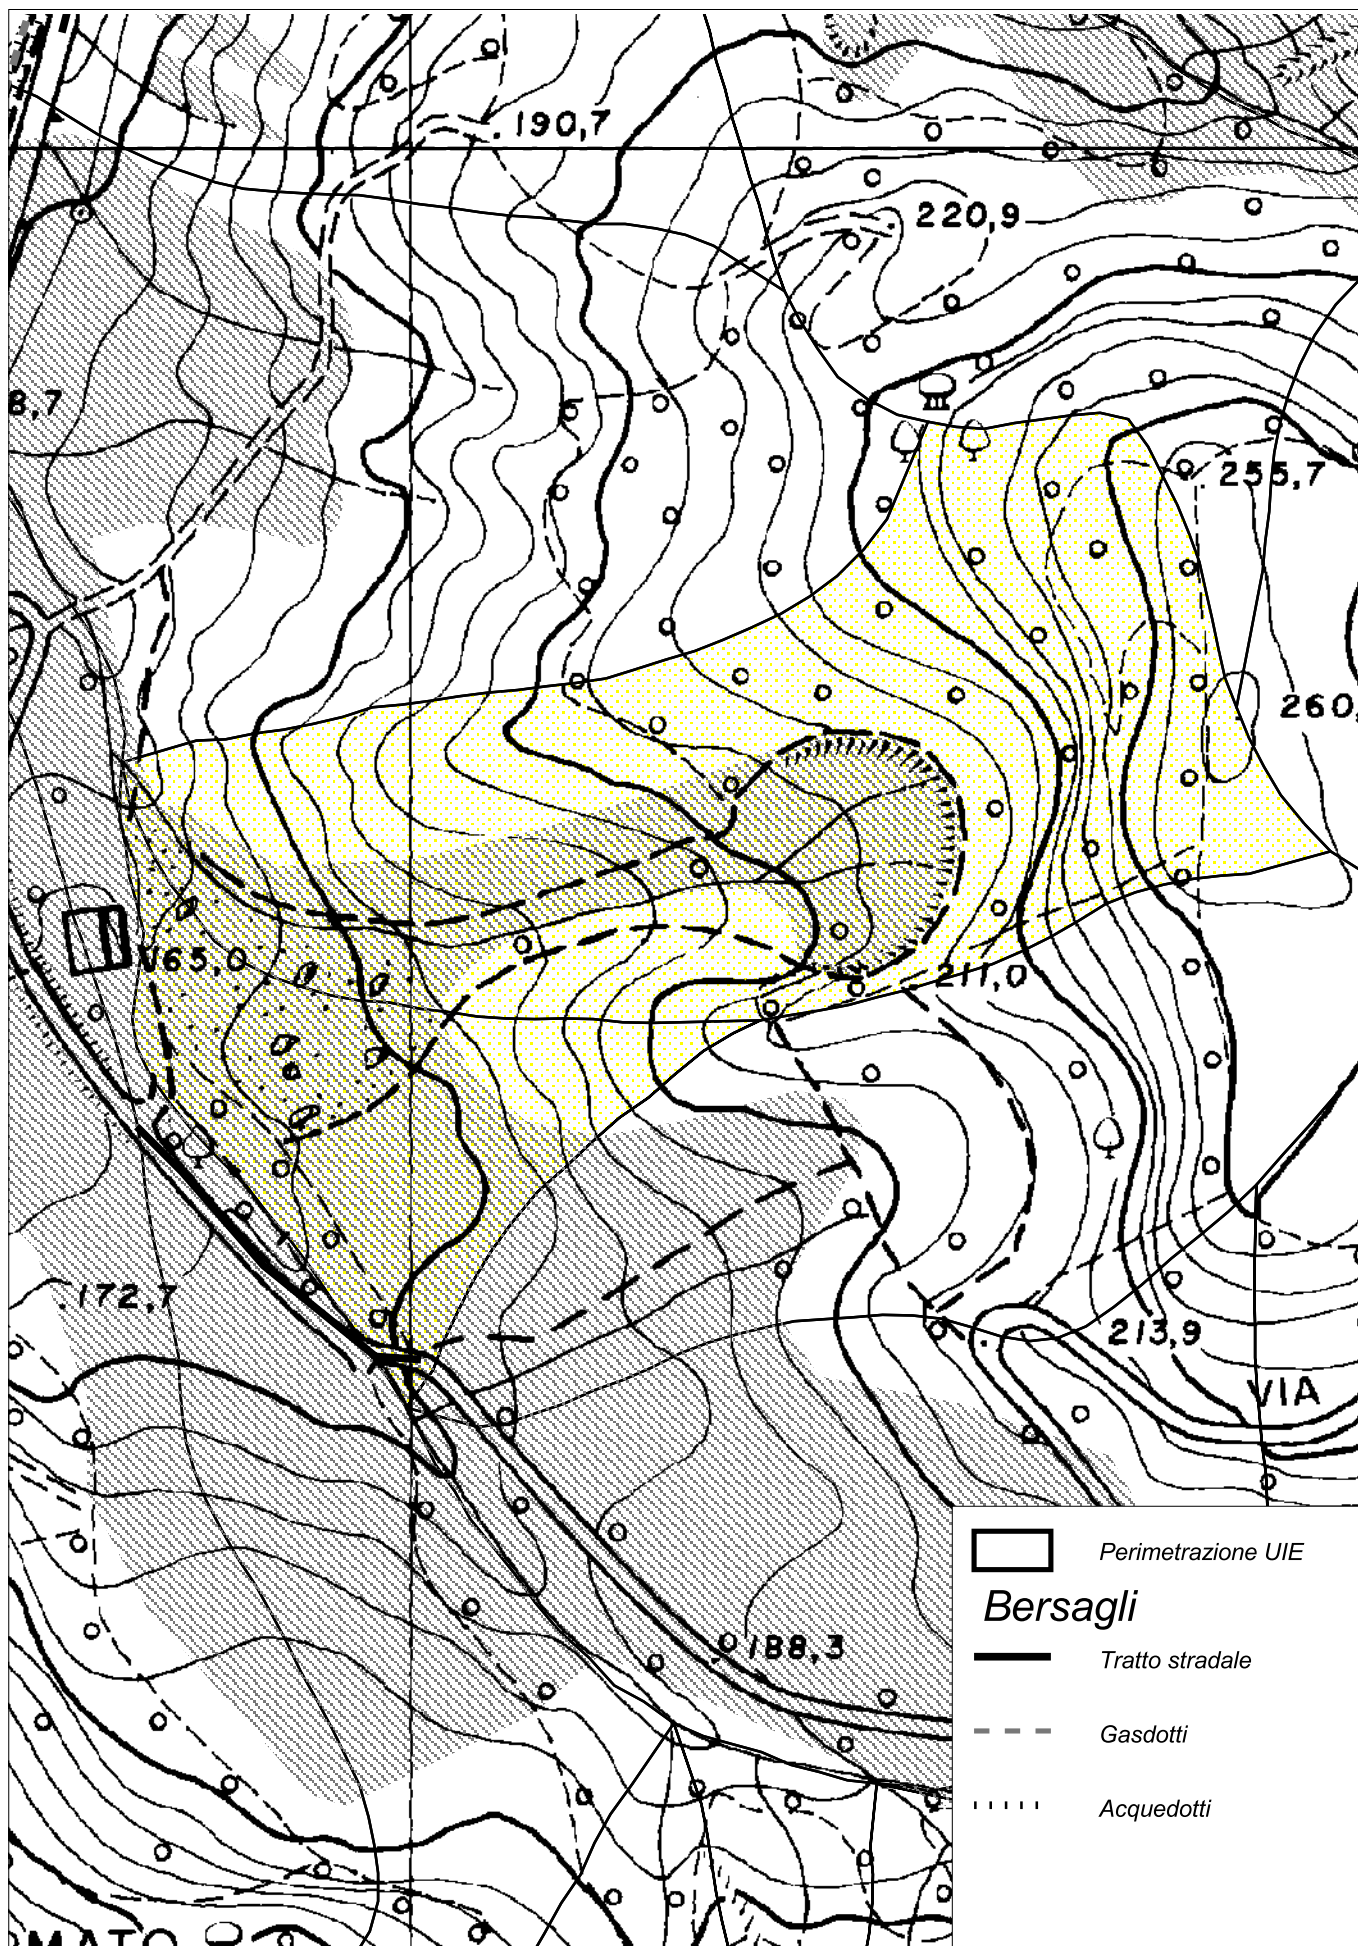 190,7
220,9
8,7
255,7
260,
165,0
211,0
172,7
213,9
VIA
Perimetrazione UIE
Bersagli
188,3
Tratto stradale
Gasdotti
Acquedotti
MATO